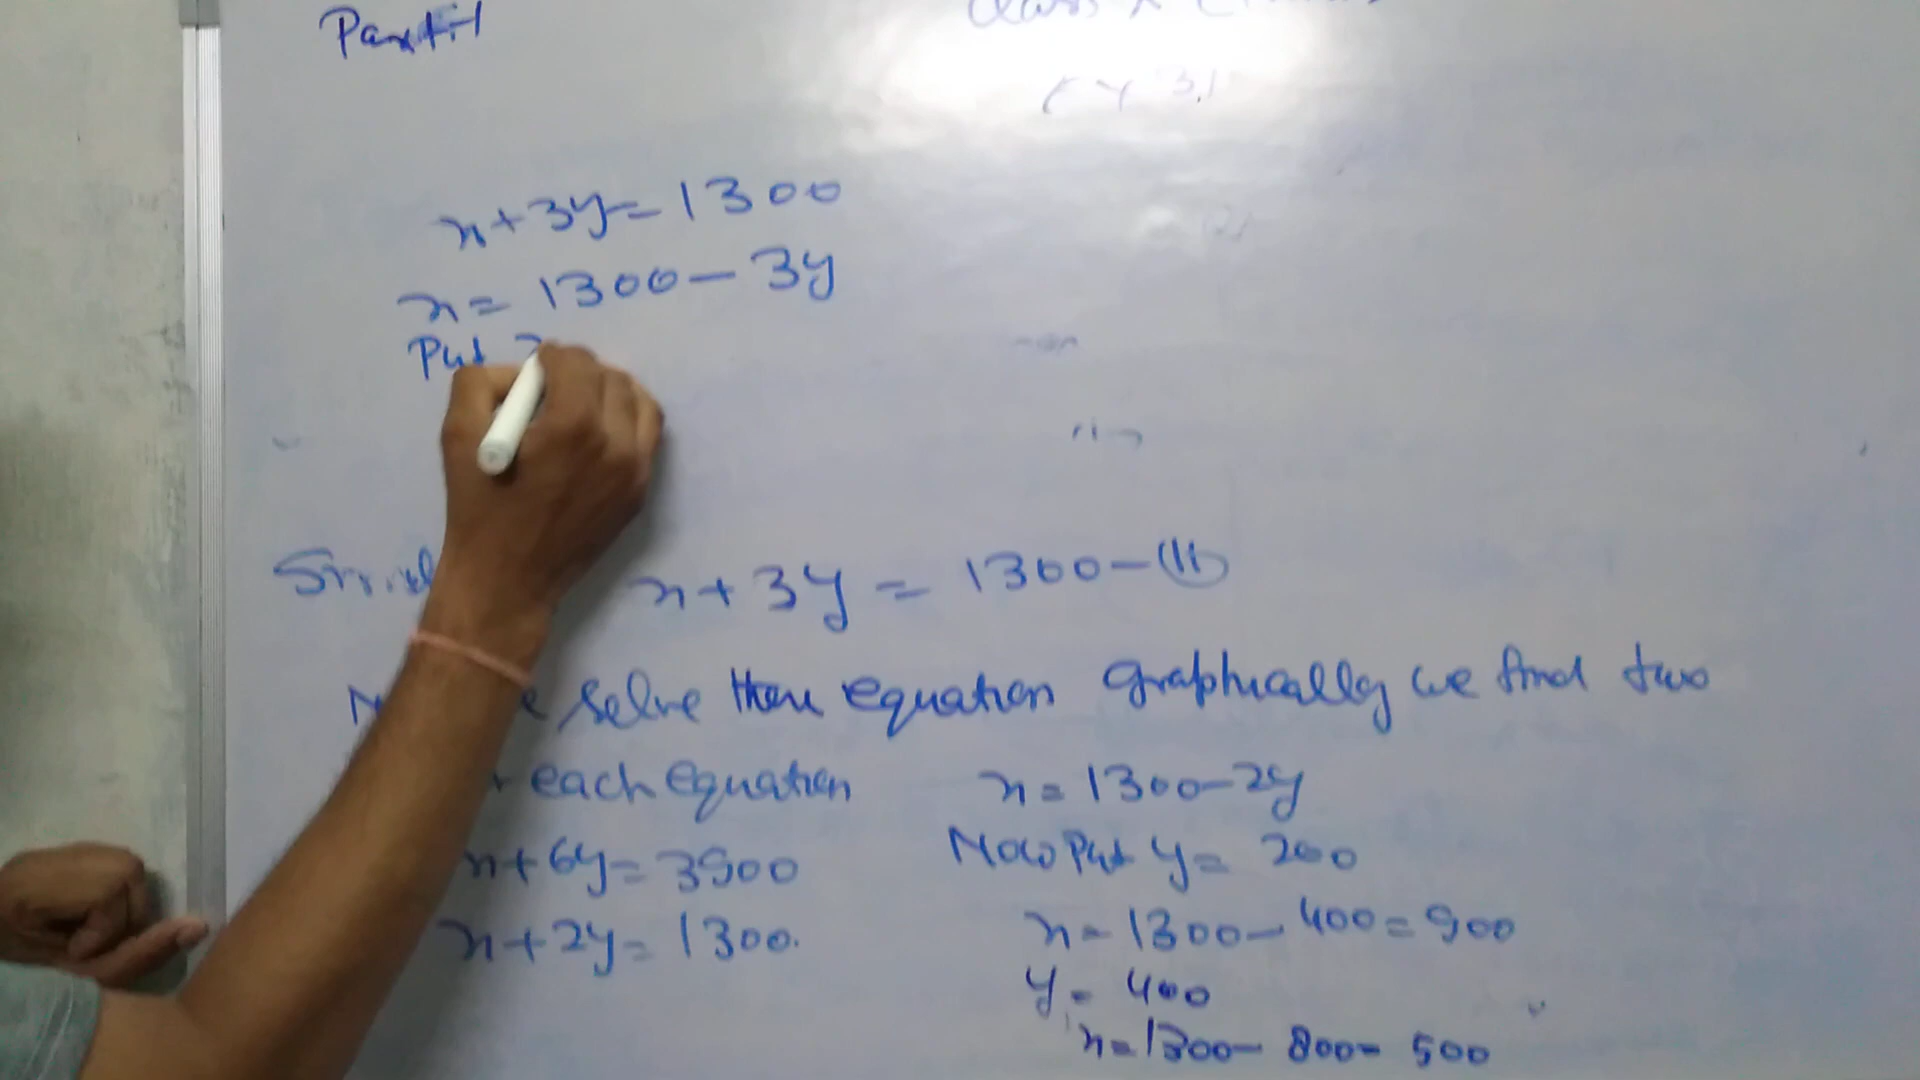 Part-1
x+3y=1300
x= 1300-3y
Put
x+3y = 1300-(II)
solve these equation graphically we find two
each equation
x+6y=3900
x+2y=1300.
x=1300-2y
Now Put y= 200
x=1300-400=900
y=400
x=1300-800=500